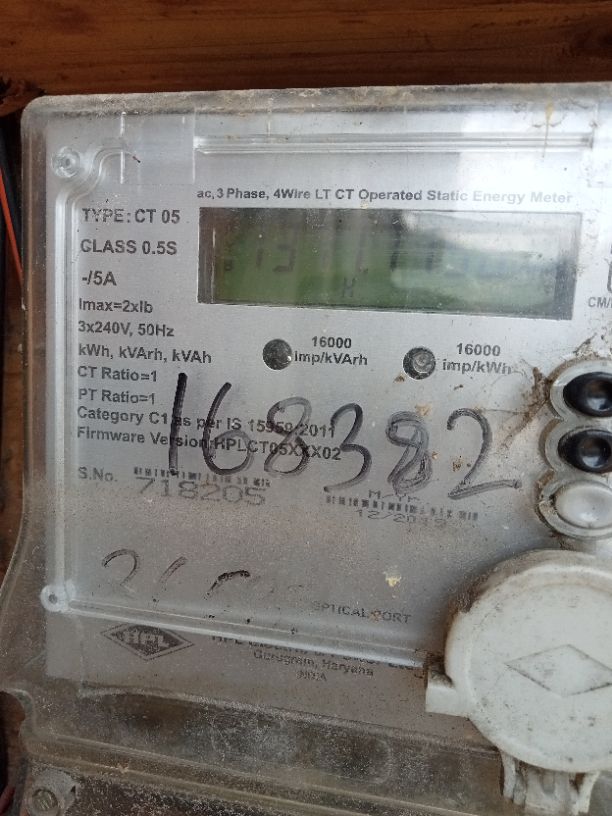 ac, 3 Phase, 4Wire LT CT Operated Static Energy Meter
TYPE: CT 05
CLASS 0.5S
-/5A
Imax=2xIb
3x240V, 50Hz
kWh, kVArh, kVAh
CT Ratio=1
PT Ratio=1
Category C1 as per IS 15959:2011
Firmware Version:HPLCT05XXX02
16000
imp/kVArh
16000
imp/kWh
168382
S.No.
718205
M/Yr.
OPTICAL PORT
HPL
Gurugram, Haryana
INDIA